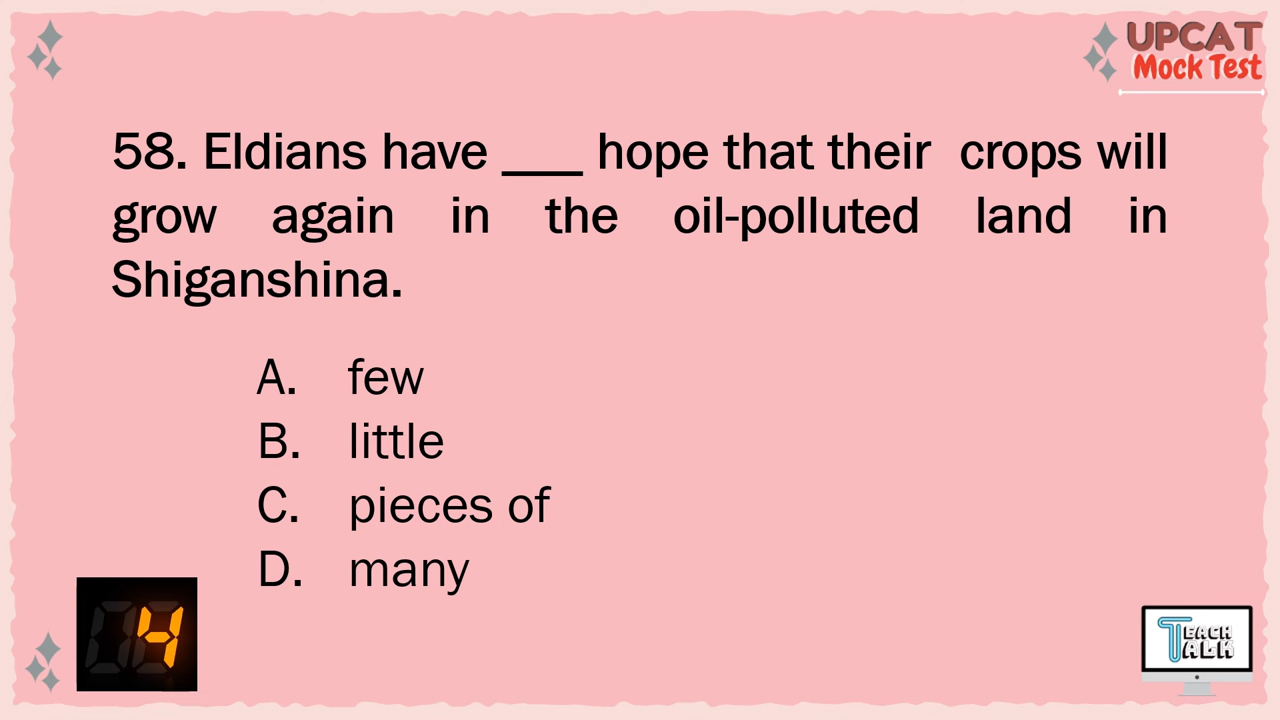 UPCAT
Mock Test
58. Eldians have ___ hope that their crops will
grow again in the oil-polluted land in
Shiganshina.
A. few
B. little
C. pieces of
D. many
4
TEACH
TALK